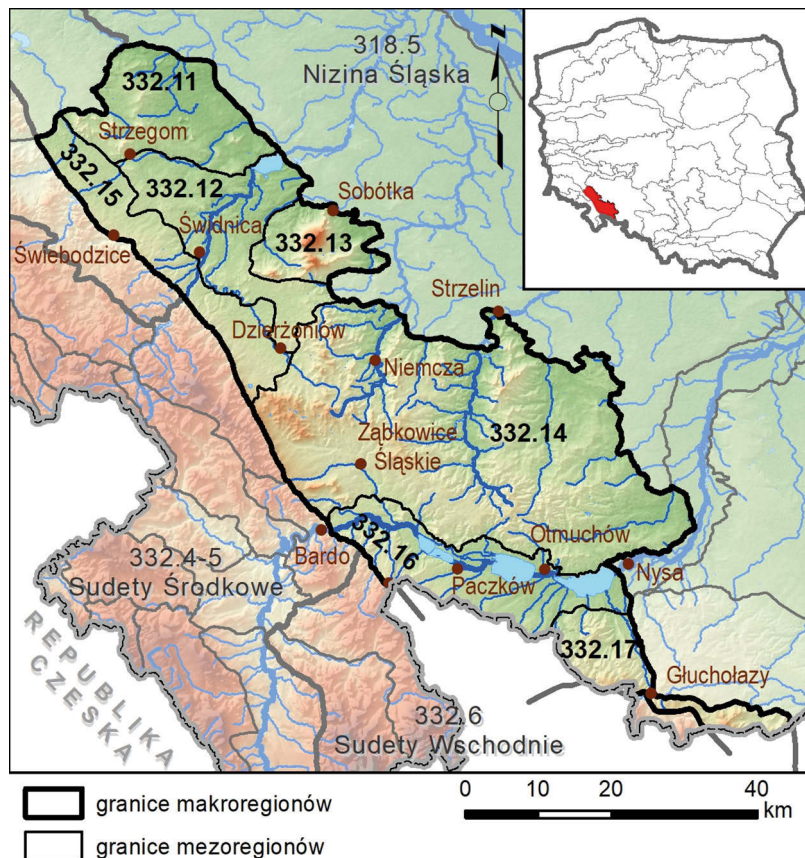 332.11
318.5
Nizina Śląska
N
Strzegom
332.15
332.12
Sobótka
Świdnica
332.13
Świebodzice
Strzelin
Dzierżoniów
Niemcza
Ząbkowice
Śląskie
332.14
Bardo
332.16
Otmuchów
Paczków
Nysa
332.4-5
Sudety Środkowe
332.17
Głuchołazy
REPUBLIKA
CZESKA
332.6
Sudety Wschodnie
granice makroregionów
granice mezoregionów
0 10 20 40
km